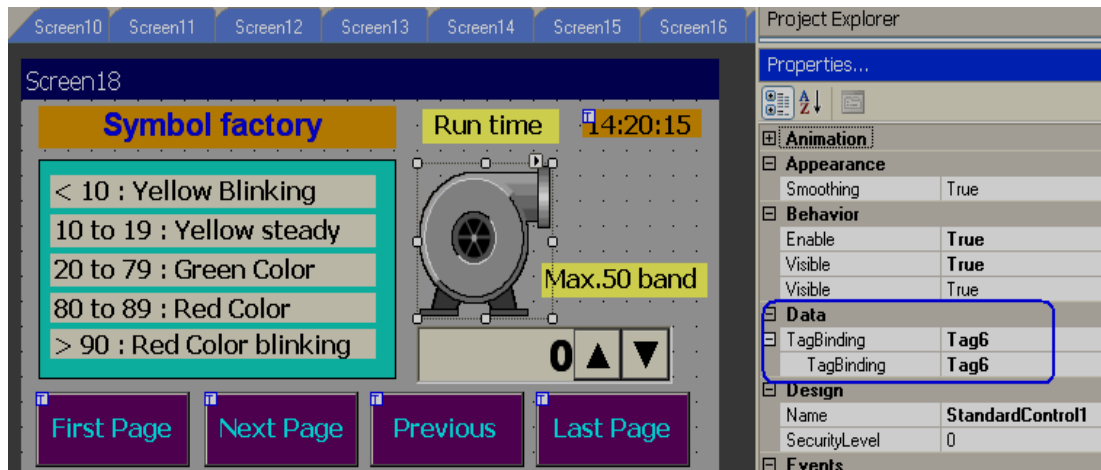 Screen10 Screen11 Screen12 Screen13 Screen14 Screen15 Screen16
Screen18
Symbol factory
Run time
14:20:15
< 10 : Yellow Blinking
10 to 19 : Yellow steady
20 to 79 : Green Color
80 to 89 : Red Color
> 90 : Red Color blinking
Max.50 band
0
First Page
Next Page
Previous
Last Page
Project Explorer
Properties...
Animation
Appearance
Smoothing True
Behavior
Enable True
Visible True
Visible True
Data
TagBinding Tag6
TagBinding Tag6
Design
Name StandardControl1
SecurityLevel 0
Events